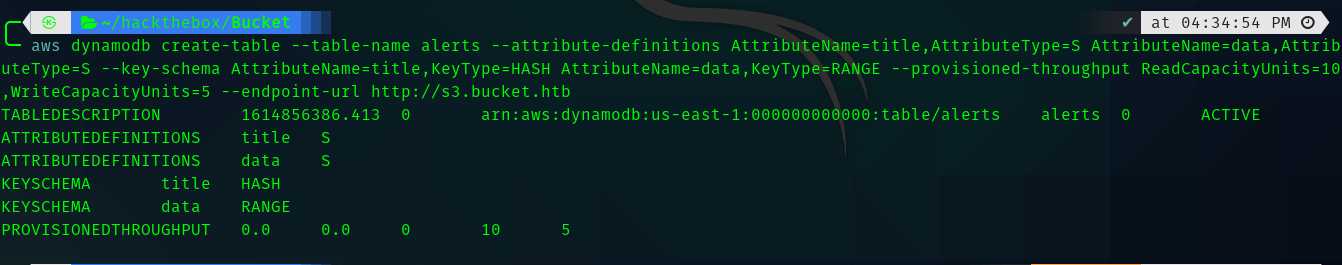 ~/hackthebox/Bucket ✔ at 04:34:54 PM
aws dynamodb create-table --table-name alerts --attribute-definitions AttributeName=title,AttributeType=S AttributeName=data,Attrib
uteType=S --key-schema AttributeName=title,KeyType=HASH AttributeName=data,KeyType=RANGE --provisioned-throughput ReadCapacityUnits=10
,WriteCapacityUnits=5 --endpoint-url http://s3.bucket.htb
TABLEDESCRIPTION 1614856386.413 0 arn:aws:dynamodb:us-east-1:000000000000:table/alerts alerts 0 ACTIVE
ATTRIBUTEDEFINITIONS title S
ATTRIBUTEDEFINITIONS data S
KEYSCHEMA title HASH
KEYSCHEMA data RANGE
PROVISIONEDTHROUGHPUT 0.0 0.0 0 10 5